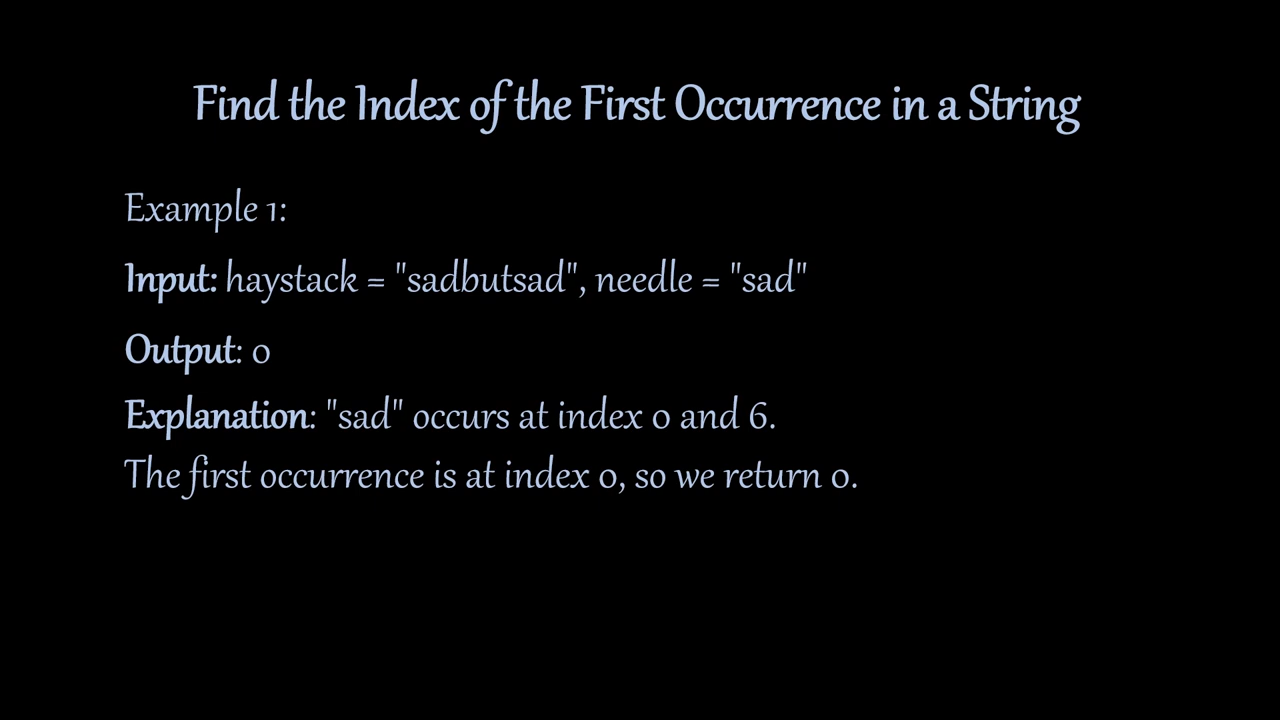 Find the Index of the First Occurrence in a String
Example 1:
Input: haystack = "sadbutsad", needle = "sad"
Output: 0
Explanation: "sad" occurs at index 0 and 6.
The first occurrence is at index 0, so we return 0.